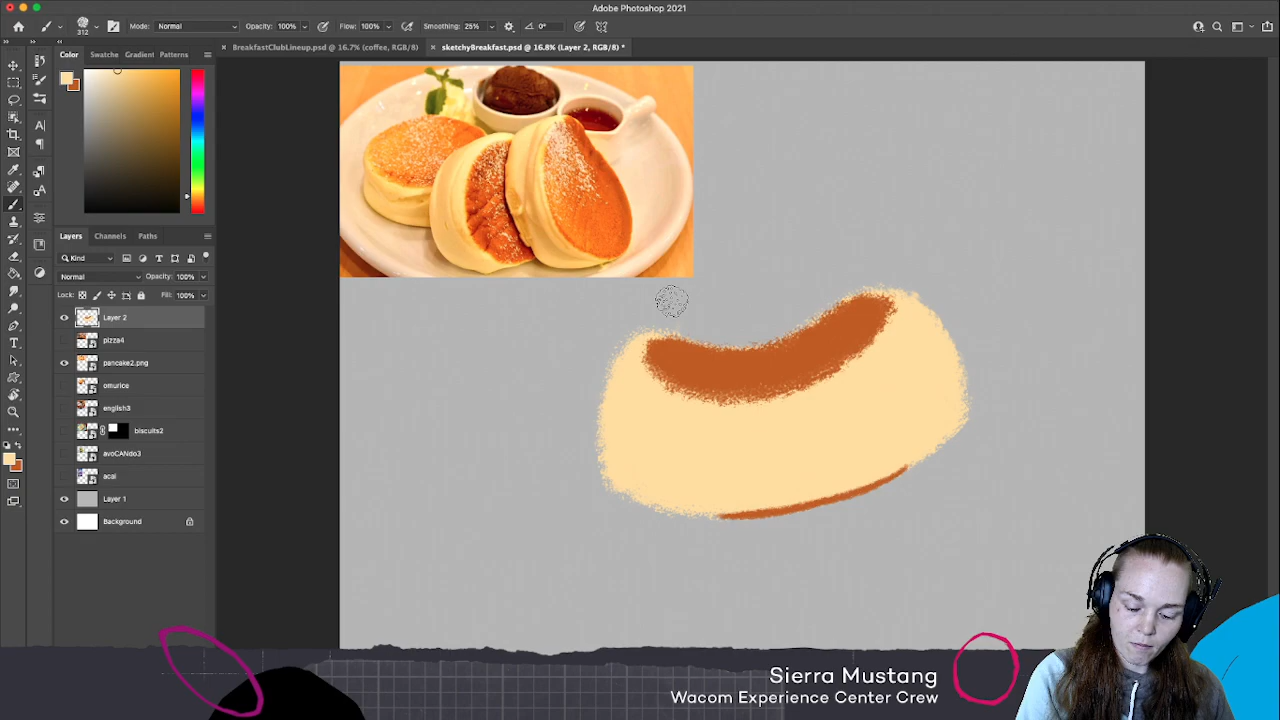 Adobe Photoshop 2021
312
Mode: Normal
Opacity: 100%
Flow: 100%
Smoothing: 25%
0°
BreakfastClubLineup.psd @ 16.7% (coffee, RGB/8)
sketchyBreakfast.psd @ 16.8% (Layer 2, RGB/8) *
Color
Swatche
Gradient
Patterns
Layers
Channels
Paths
Kind
Normal
Opacity: 100%
Lock:
Fill: 100%
Layer 2
pizza4
pancake2.png
omurice
english3
biscuits2
avoCANdo3
acai
Layer 1
Background
Sierra Mustang
Wacom Experience Center Crew